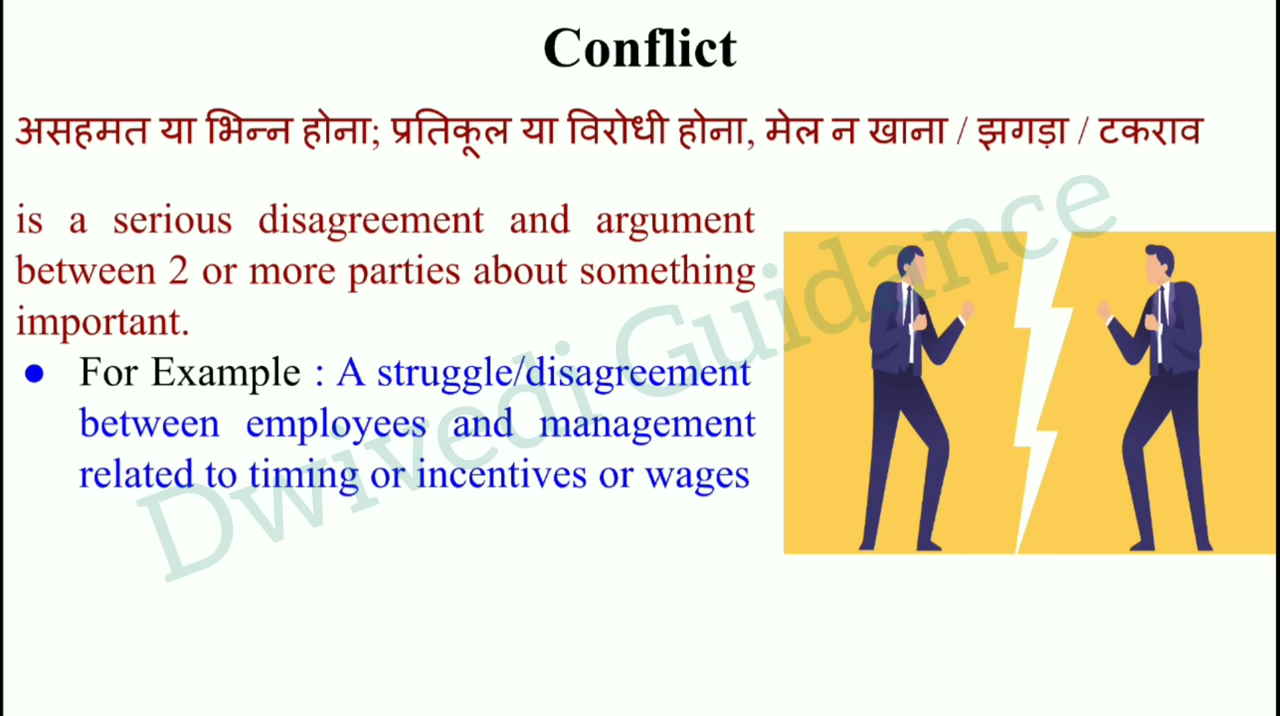 Conflict
असहमत या भिन्न होना; प्रतिकूल या विरोधी होना, मेल न खाना / झगड़ा / टकराव
is a serious disagreement and argument
between 2 or more parties about something
important.
● For Example : A struggle/disagreement
between employees and management
related to timing or incentives or wages
Dwivedi Guidance